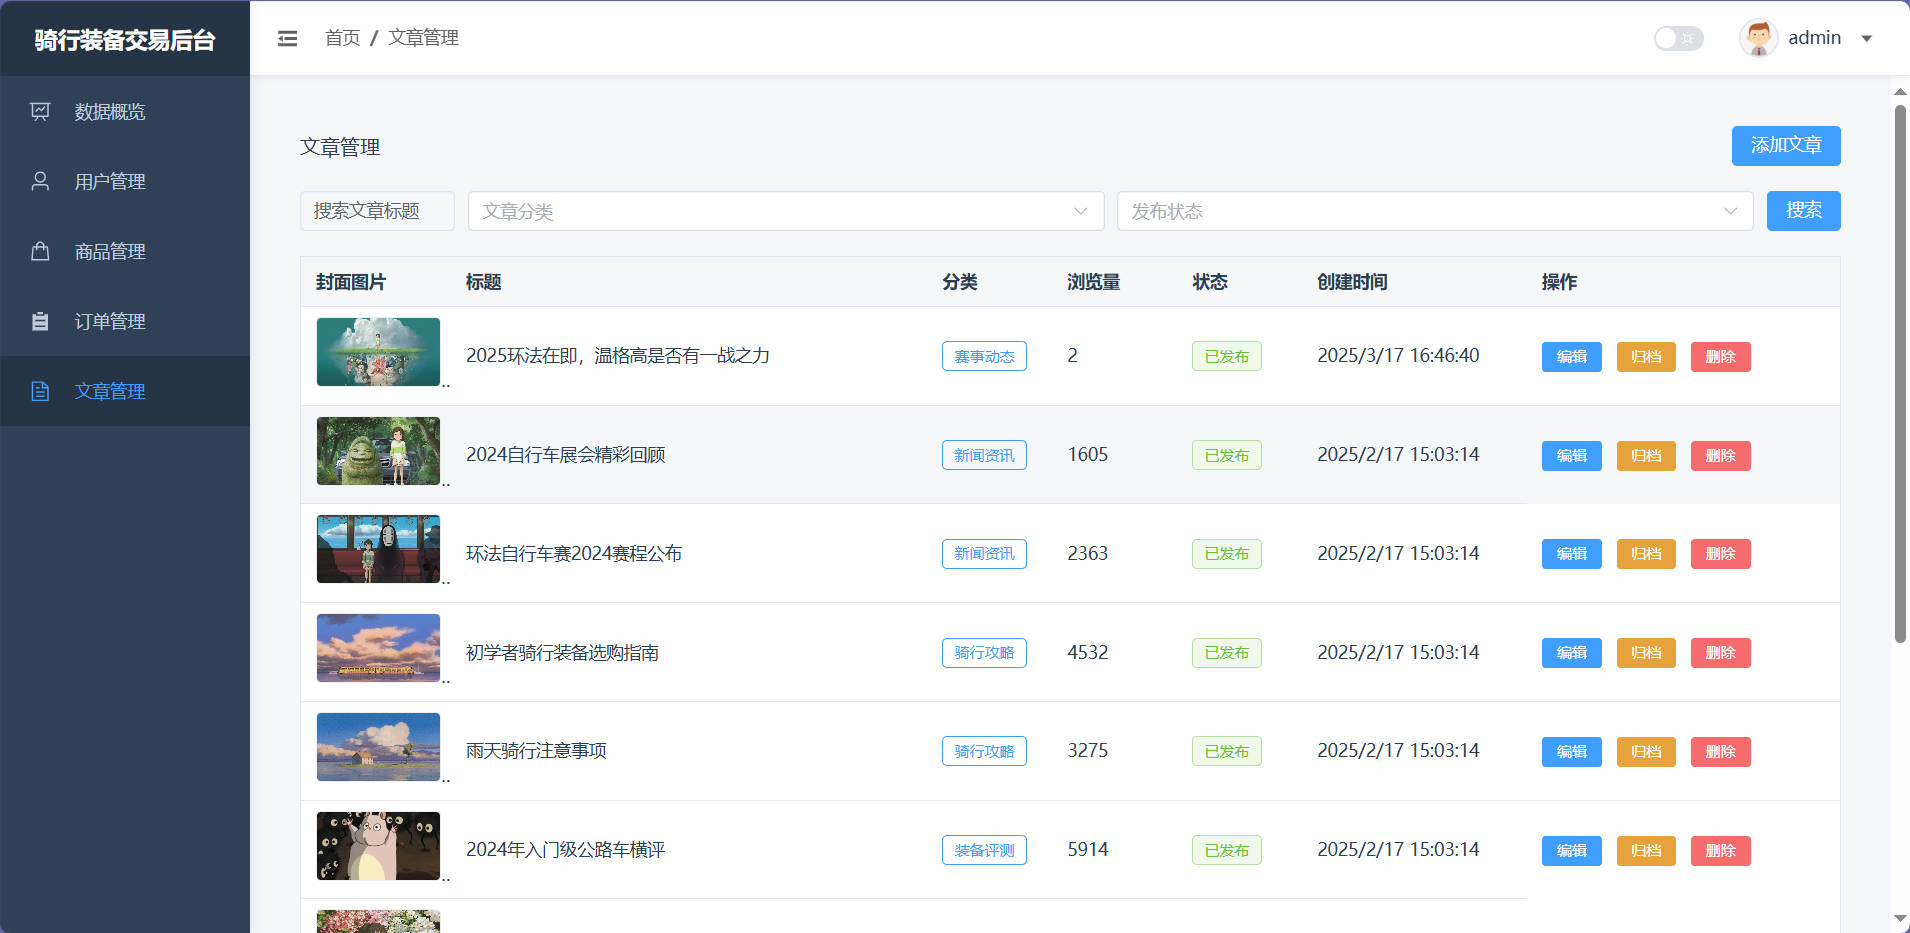 骑行装备交易后台
首页 / 文章管理
admin
数据概览
用户管理
商品管理
订单管理
文章管理
文章管理
添加文章
搜索文章标题
文章分类
发布状态
搜索
封面图片 标题 分类 浏览量 状态 创建时间 操作
.. 2025环法在即，温格高是否有一战之力 赛事动态 2 已发布 2025/3/17 16:46:40 编辑 归档 删除
.. 2024自行车展会精彩回顾 新闻资讯 1605 已发布 2025/2/17 15:03:14 编辑 归档 删除
.. 环法自行车赛2024赛程公布 新闻资讯 2363 已发布 2025/2/17 15:03:14 编辑 归档 删除
.. 初学者骑行装备选购指南 骑行攻略 4532 已发布 2025/2/17 15:03:14 编辑 归档 删除
.. 雨天骑行注意事项 骑行攻略 3275 已发布 2025/2/17 15:03:14 编辑 归档 删除
.. 2024年入门级公路车横评 装备评测 5914 已发布 2025/2/17 15:03:14 编辑 归档 删除